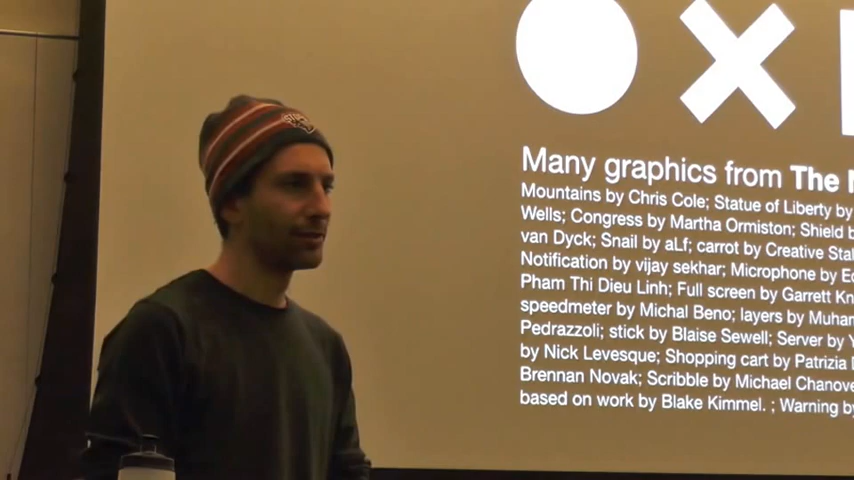 Many graphics from The
Mountains by Chris Cole; Statue of Liberty by
Wells; Congress by Martha Ormiston; Shield
van Dyck; Snail by aLf; carrot by Creative
Notification by vijay sekhar; Microphone by
Pham Thi Dieu Linh; Full screen by Garrett
speedmeter by Michal Beno; layers by
Pedrazzoli; stick by Blaise Sewell; Server by
by Nick Levesque; Shopping cart by Patrizia
Brennan Novak; Scribble by Michael
based on work by Blake Kimmel. ; Warning by